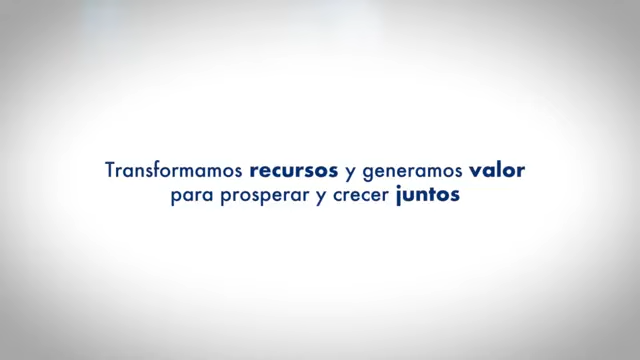 Transformamos recursos y generamos valor
para prosperar y crecer juntos